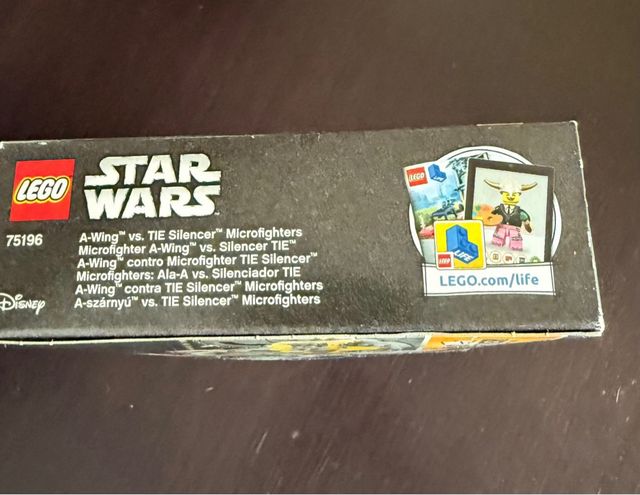 LEGO
STAR
WARS
75196
A-Wing™ vs. TIE Silencer™ Microfighters
Microfighter A-Wing™ vs. Silencer TIE™
A-Wing™ contro Microfighter TIE Silencer™
Microfighters: Ala-A vs. Silenciador TIE
A-Wing™ contra TIE Silencer™ Microfighters
A-szárnyú™ vs. TIE Silencer™ Microfighters
Disney
LEGO
LIFE
LEGO
LEGO.com/life